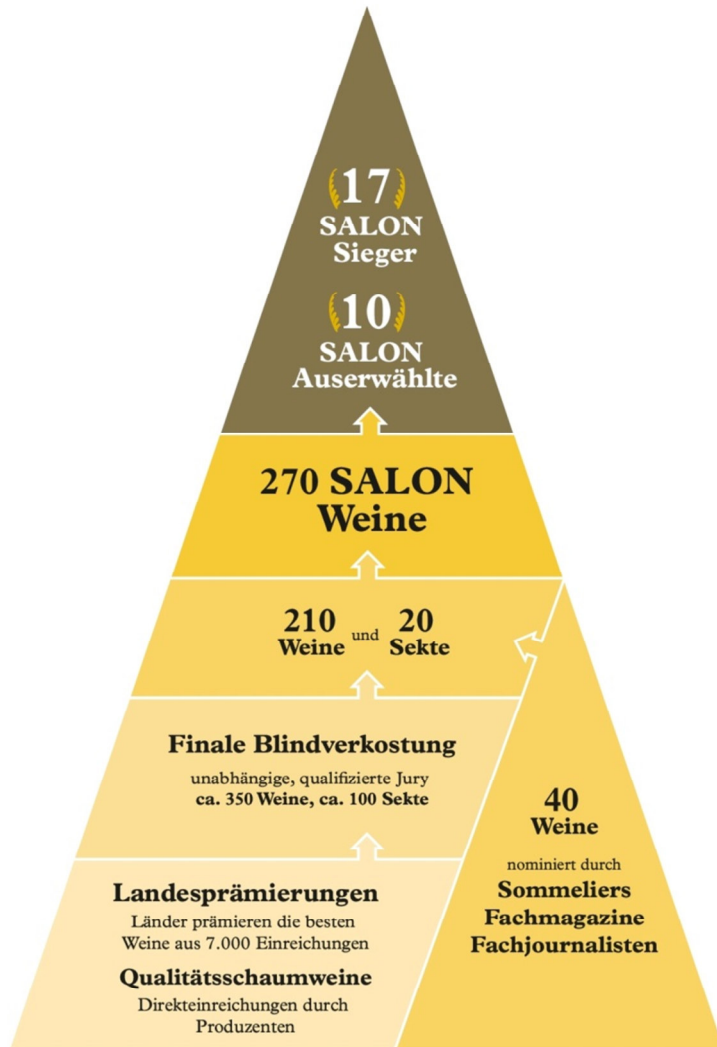 17
SALON
Sieger
10
SALON
Auserwählte
270 SALON
Weine
210 Weine und 20 Sekte
Finale Blindverkostung
unabhängige, qualifizierte Jury
ca. 350 Weine, ca. 100 Sekte
Landesprämierungen
Länder prämieren die besten
Weine aus 7.000 Einreichungen
Qualitätsschaumweine
Direkteinreichungen durch
Produzenten
40
Weine
nominiert durch
Sommeliers
Fachmagazine
Fachjournalisten